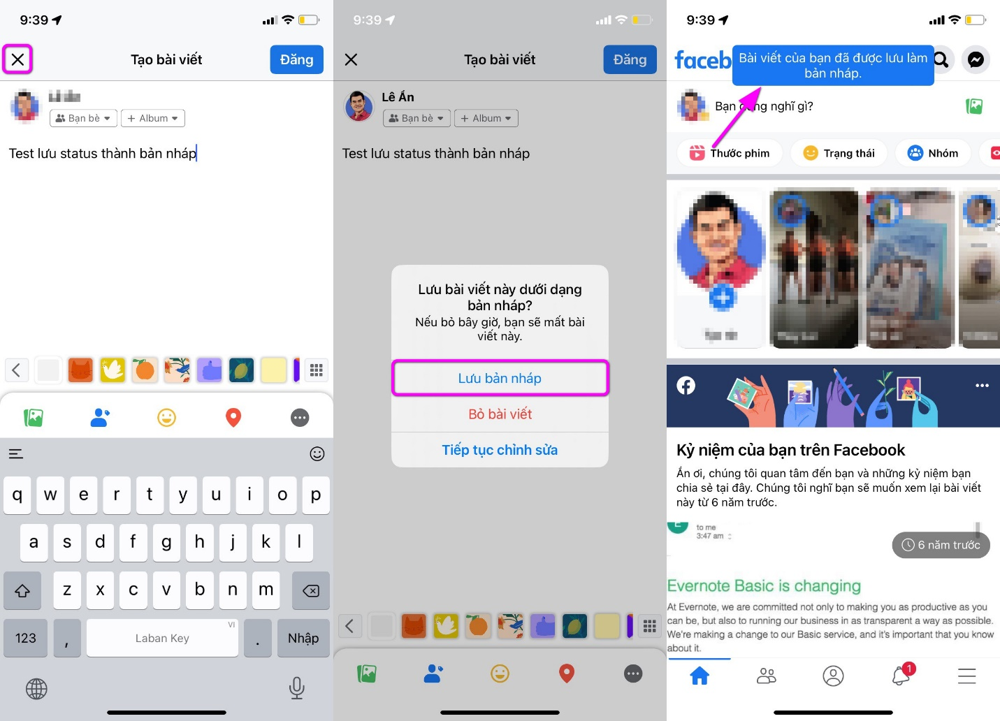 9:39
Tạo bài viết
Đăng
Bạn bè
+ Album
Test lưu status thành bản nháp
q w e r t y u i o p
a s d f g h j k l
z x c v b n m
123
,
VI
Laban Key
.
Nhập
9:39
Tạo bài viết
Đăng
Lê Ẩn
Bạn bè
+ Album
Test lưu status thành bản nháp
Lưu bài viết này dưới dạng
bản nháp?
Nếu bỏ bây giờ, bạn sẽ mất bài
viết này.
Lưu bản nháp
Bỏ bài viết
Tiếp tục chỉnh sửa
9:39
faceb
Bài viết của bạn đã được lưu làm
bản nháp.
Bạn đang nghĩ gì?
Thước phim
Trạng thái
Nhóm
Kỷ niệm của bạn trên Facebook
Ẩn ơi, chúng tôi quan tâm đến bạn và những kỷ niệm bạn
chia sẻ tại đây. Chúng tôi nghĩ bạn sẽ muốn xem lại bài viết
này từ 6 năm trước.
to me
3:47 am
6 năm trước
Evernote Basic is changing
At Evernote, we are committed not only to making you as productive as you
can be, but also to running our business in as transparent a way as possible.
We're making a change to our Basic service, and it's important that you know
about it.
1